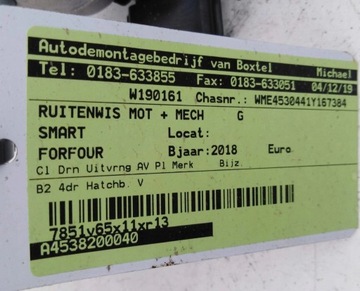 Autodemontagebedrijf van Boxtel Michael
Tel: 0183-633855 Fax: 0183-633051 04/12/19
W190161 Chasnr.: WME4530441Y167384
RUITENWIS MOT + MECH G
SMART Locat:
FORFOUR Bjaar:2018 Euro
Cl Drn Uitvrng AV Pl Merk Bijz.
B2 4dr Hatchb. V
7851v65x11xr13
A4538200040